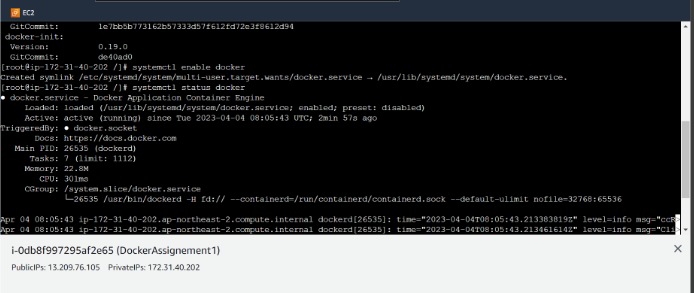 EC2
GitCommit: 1e7bb5b773162b57333d57f612fd72e3f8612d94
docker-init:
Version: 0.19.0
GitCommit: de40ad0
[root@ip-172-31-40-202 /]# systemctl enable docker
Created symlink /etc/systemd/system/multi-user.target.wants/docker.service → /usr/lib/systemd/system/docker.service.
[root@ip-172-31-40-202 /]# systemctl status docker
● docker.service - Docker Application Container Engine
Loaded: loaded (/usr/lib/systemd/system/docker.service; enabled; preset: disabled)
Active: active (running) since Tue 2023-04-04 08:05:43 UTC; 2min 57s ago
TriggeredBy: ● docker.socket
Docs: https://docs.docker.com
Main PID: 26535 (dockerd)
Tasks: 7 (limit: 1112)
Memory: 22.8M
CPU: 301ms
CGroup: /system.slice/docker.service
└─26535 /usr/bin/dockerd -H fd:// --containerd=/run/containerd/containerd.sock --default-ulimit nofile=32768:65536
Apr 04 08:05:43 ip-172-31-40-202.ap-northeast-2.compute.internal dockerd[26535]: time="2023-04-04T08:05:43.213383819Z" level=info msg="ccR>
Apr 04 08:05:43 ip-172-31-40-202.ap-northeast-2.compute.internal dockerd[26535]: time="2023-04-04T08:05:43.213461614Z" level=info msg="Cli>
i-0db8f997295af2e65 (DockerAssignement1)
PublicIPs: 13.209.76.105 PrivateIPs: 172.31.40.202